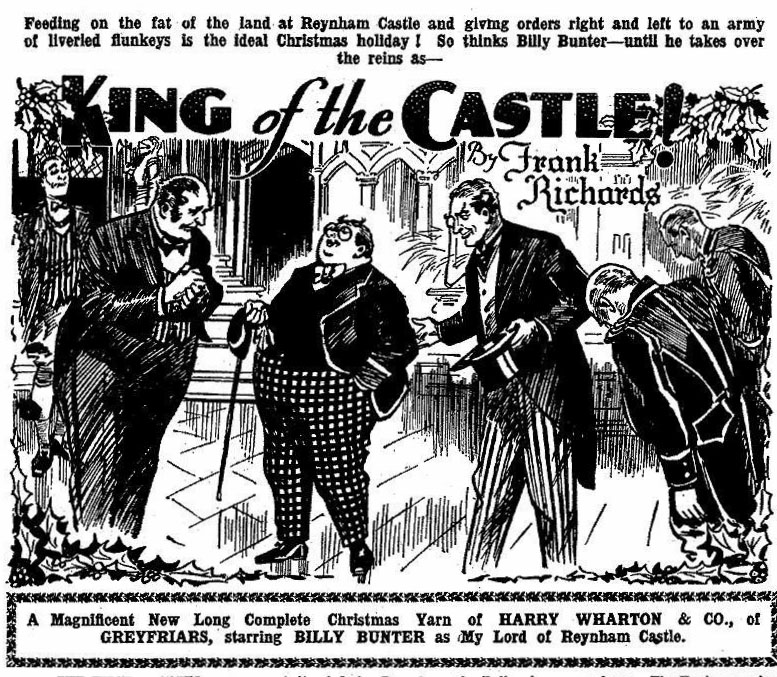 Feeding on the fat of the land at Reynham Castle and giving orders right and left to an army
of liveried flunkeys is the ideal Christmas holiday! So thinks Billy Bunter—until he takes over
the reins as—
KING of the CASTLE!
By Frank
Richards
A Magnificent New Long Complete Christmas Yarn of HARRY WHARTON & CO., of
GREYFRIARS, starring BILLY BUNTER as My Lord of Reynham Castle.